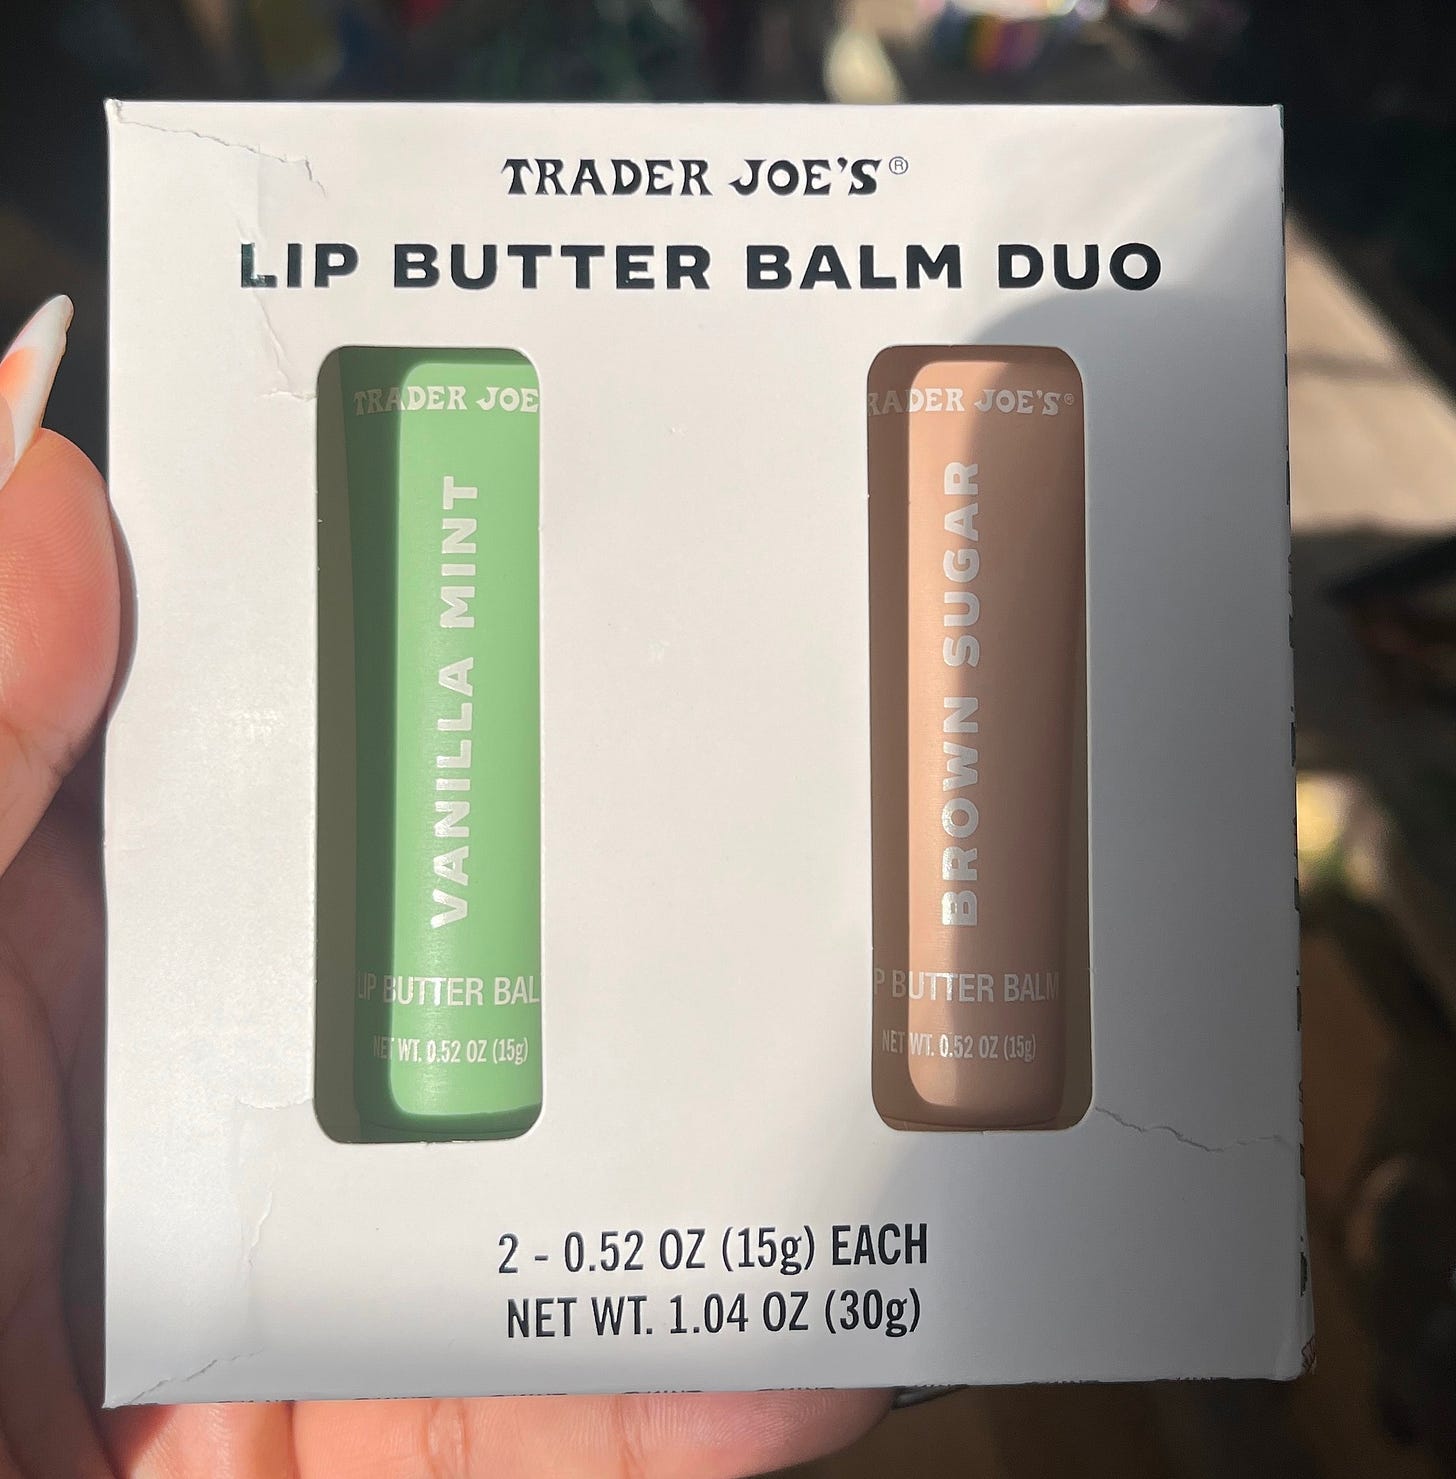 TRADER JOE'S®
LIP BUTTER BALM DUO
TRADER JOE
VANILLA MINT
LIP BUTTER BAL
NET WT. 0.52 OZ (15g)
RADER JOE'S®
BROWN SUGAR
P BUTTER BALM
NET WT. 0.52 OZ (15g)
2 - 0.52 OZ (15g) EACH
NET WT. 1.04 OZ (30g)